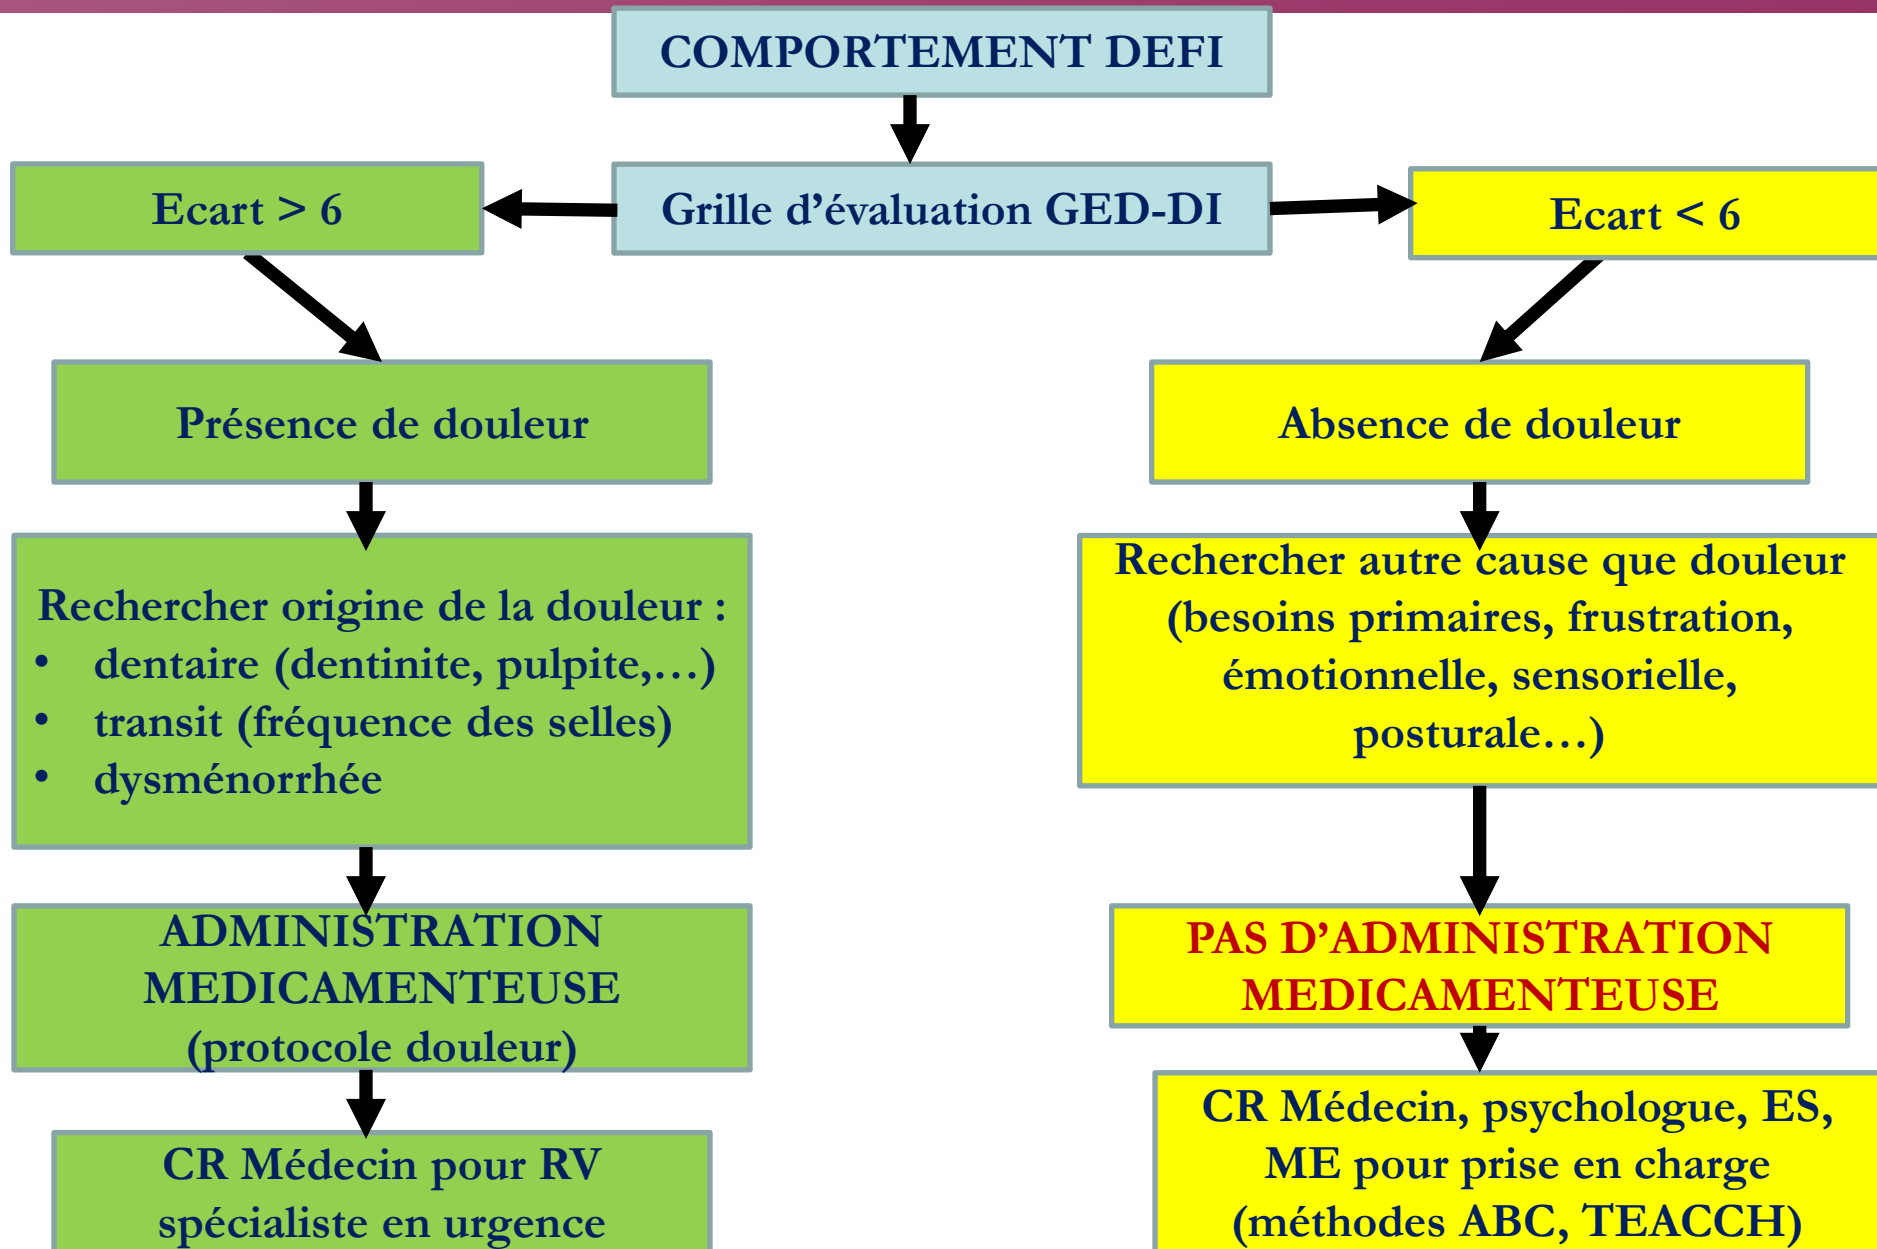 COMPORTEMENT DEFI
Ecart > 6
Grille d’évaluation GED-DI
Ecart < 6
Présence de douleur
Absence de douleur
Rechercher origine de la douleur :
• dentaire (dentinite, pulpite,…)
• transit (fréquence des selles)
• dysménorrhée
Rechercher autre cause que douleur
(besoins primaires, frustration,
émotionnelle, sensorielle,
posturale…)
ADMINISTRATION
MEDICAMENTEUSE
(protocole douleur)
PAS D’ADMINISTRATION
MEDICAMENTEUSE
CR Médecin pour RV
spécialiste en urgence
CR Médecin, psychologue, ES,
ME pour prise en charge
(méthodes ABC, TEACCH)